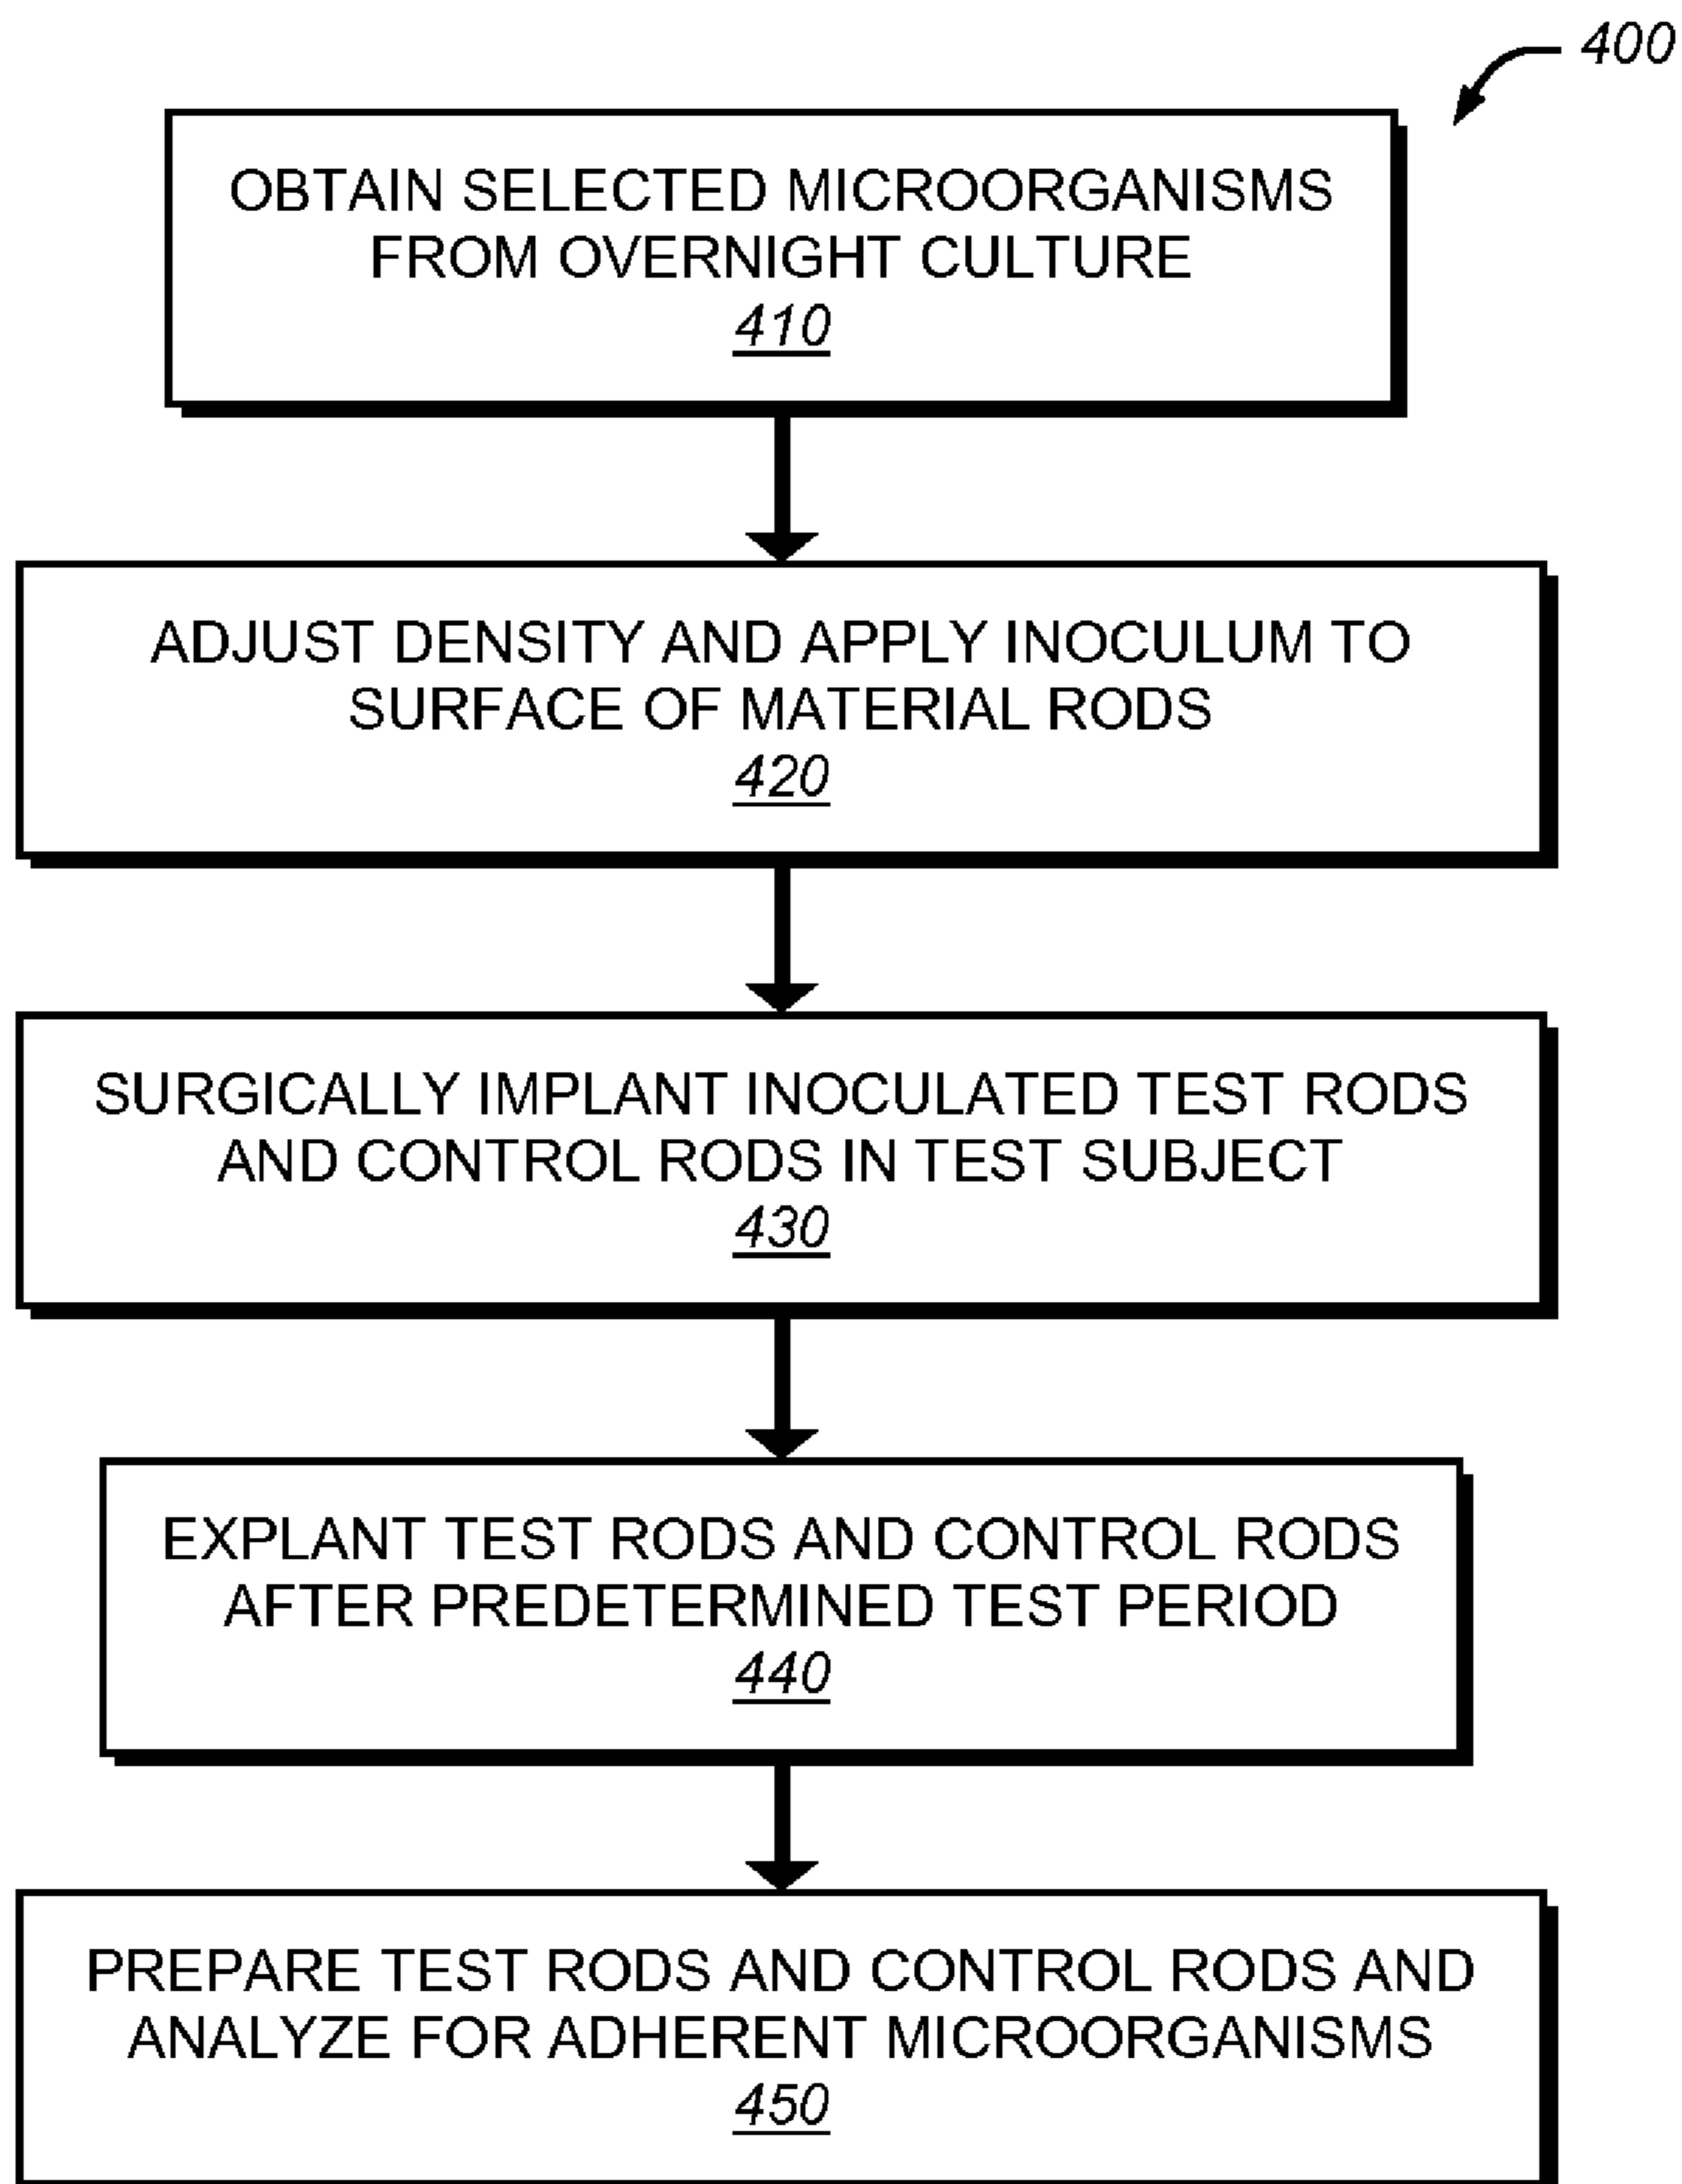 400
OBTAIN SELECTED MICROORGANISMS
FROM OVERNIGHT CULTURE
410
ADJUST DENSITY AND APPLY INOCULUM TO
SURFACE OF MATERIAL RODS
420
SURGICALLY IMPLANT INOCULATED TEST RODS
AND CONTROL RODS IN TEST SUBJECT
430
EXPLANT TEST RODS AND CONTROL RODS
AFTER PREDETERMINED TEST PERIOD
440
PREPARE TEST RODS AND CONTROL RODS AND
ANALYZE FOR ADHERENT MICROORGANISMS
450